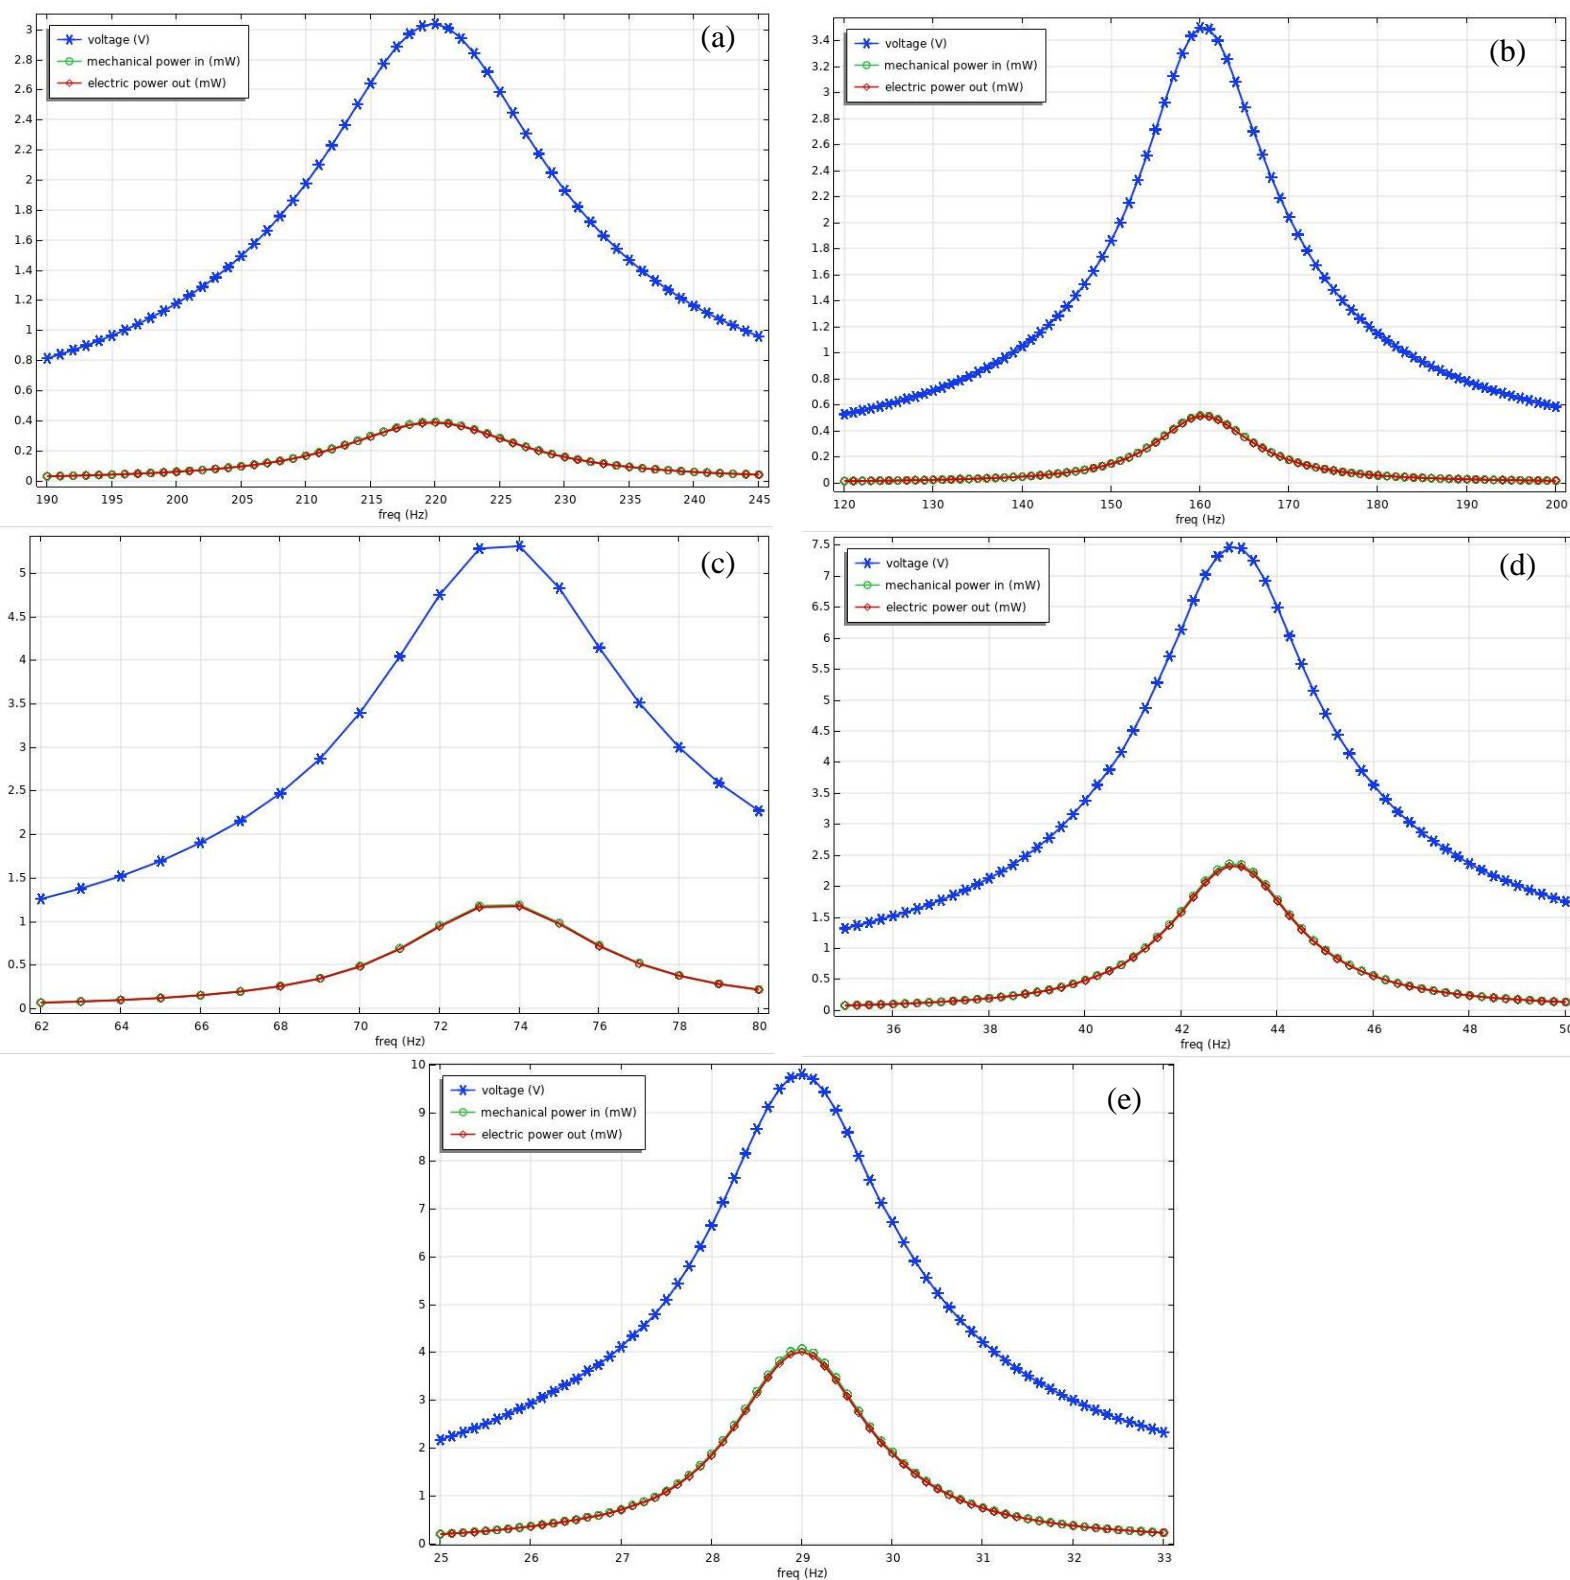 (a)
voltage (V)
mechanical power in (mW)
electric power out (mW)
3
2.8
2.6
2.4
2.2
2
1.8
1.6
1.4
1.2
1
0.8
0.6
0.4
0.2
0
190 195 200 205 210 215 220 225 230 235 240 245
freq (Hz)
(b)
voltage (V)
mechanical power in (mW)
electric power out (mW)
3.4
3.2
3
2.8
2.6
2.4
2.2
2
1.8
1.6
1.4
1.2
1
0.8
0.6
0.4
0.2
0
120 130 140 150 160 170 180 190 200
freq (Hz)
(c)
5
4.5
4
3.5
3
2.5
2
1.5
1
0.5
0
62 64 66 68 70 72 74 76 78 80
freq (Hz)
(d)
voltage (V)
mechanical power in (mW)
electric power out (mW)
7.5
7
6.5
6
5.5
5
4.5
4
3.5
3
2.5
2
1.5
1
0.5
0
36 38 40 42 44 46 48 50
freq (Hz)
(e)
voltage (V)
mechanical power in (mW)
electric power out (mW)
10
9
8
7
6
5
4
3
2
1
0
25 26 27 28 29 30 31 32 33
freq (Hz)